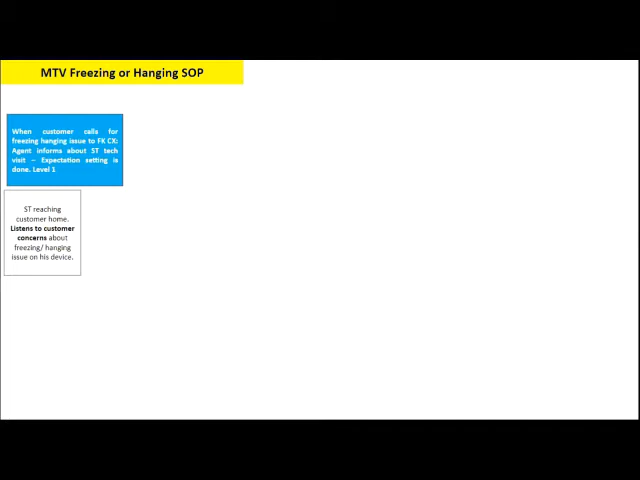 MTV Freezing or Hanging SOP
When customer calls for
freezing hanging issue to FK CX:
Agent informs about ST tech
visit – Expectation setting is
done. Level 1
ST reaching
customer home.
Listens to customer
concerns about
freezing/ hanging
issue on his device.